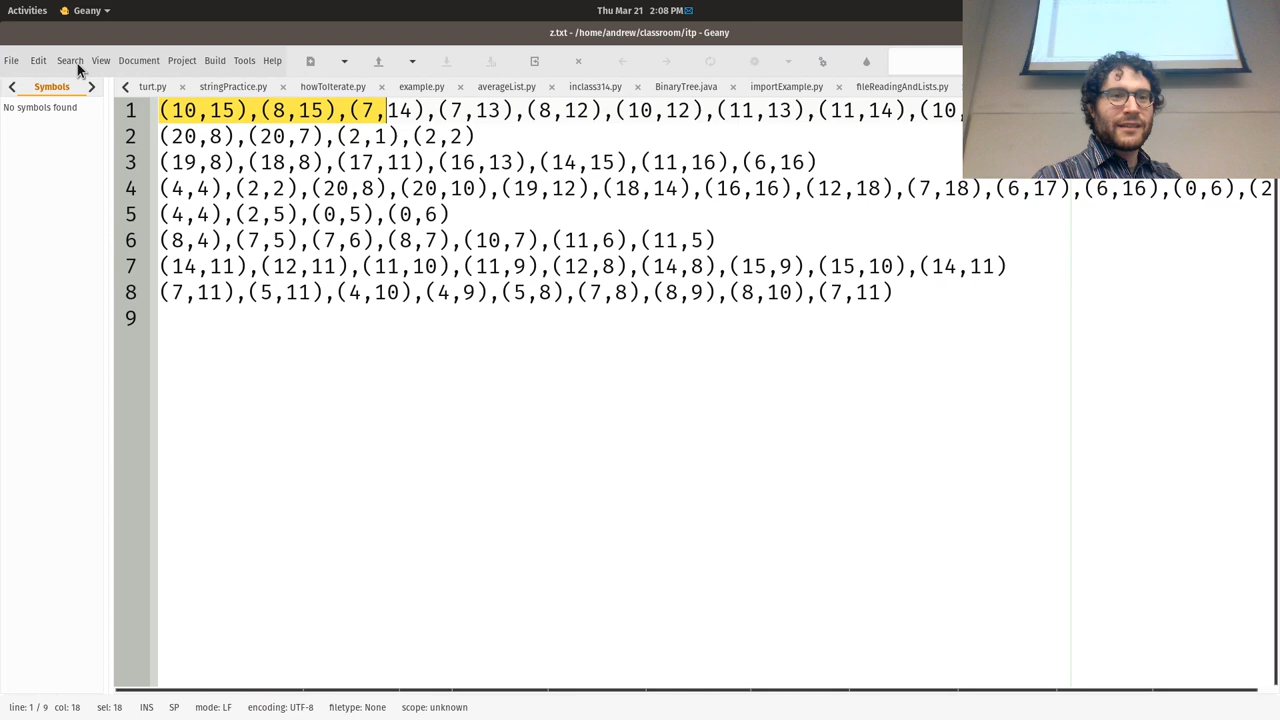 Activities Geany Thu Mar 21 2:08 PM
z.txt - /home/andrew/classroom/itp - Geany
File Edit Search View Document Project Build Tools Help
Symbols turt.py stringPractice.py howToIterate.py example.py averageList.py inclass314.py BinaryTree.java importExample.py fileReadingAndLists.py
No symbols found
1 (10,15),(8,15),(7,14),(7,13),(8,12),(10,12),(11,13),(11,14),(10,
2 (20,8),(20,7),(2,1),(2,2)
3 (19,8),(18,8),(17,11),(16,13),(14,15),(11,16),(6,16)
4 (4,4),(2,2),(20,8),(20,10),(19,12),(18,14),(16,16),(12,18),(7,18),(6,17),(6,16),(0,6),(2
5 (4,4),(2,5),(0,5),(0,6)
6 (8,4),(7,5),(7,6),(8,7),(10,7),(11,6),(11,5)
7 (14,11),(12,11),(11,10),(11,9),(12,8),(14,8),(15,9),(15,10),(14,11)
8 (7,11),(5,11),(4,10),(4,9),(5,8),(7,8),(8,9),(8,10),(7,11)
9
line: 1 / 9 col: 18 sel: 18 INS SP mode: LF encoding: UTF-8 filetype: None scope: unknown